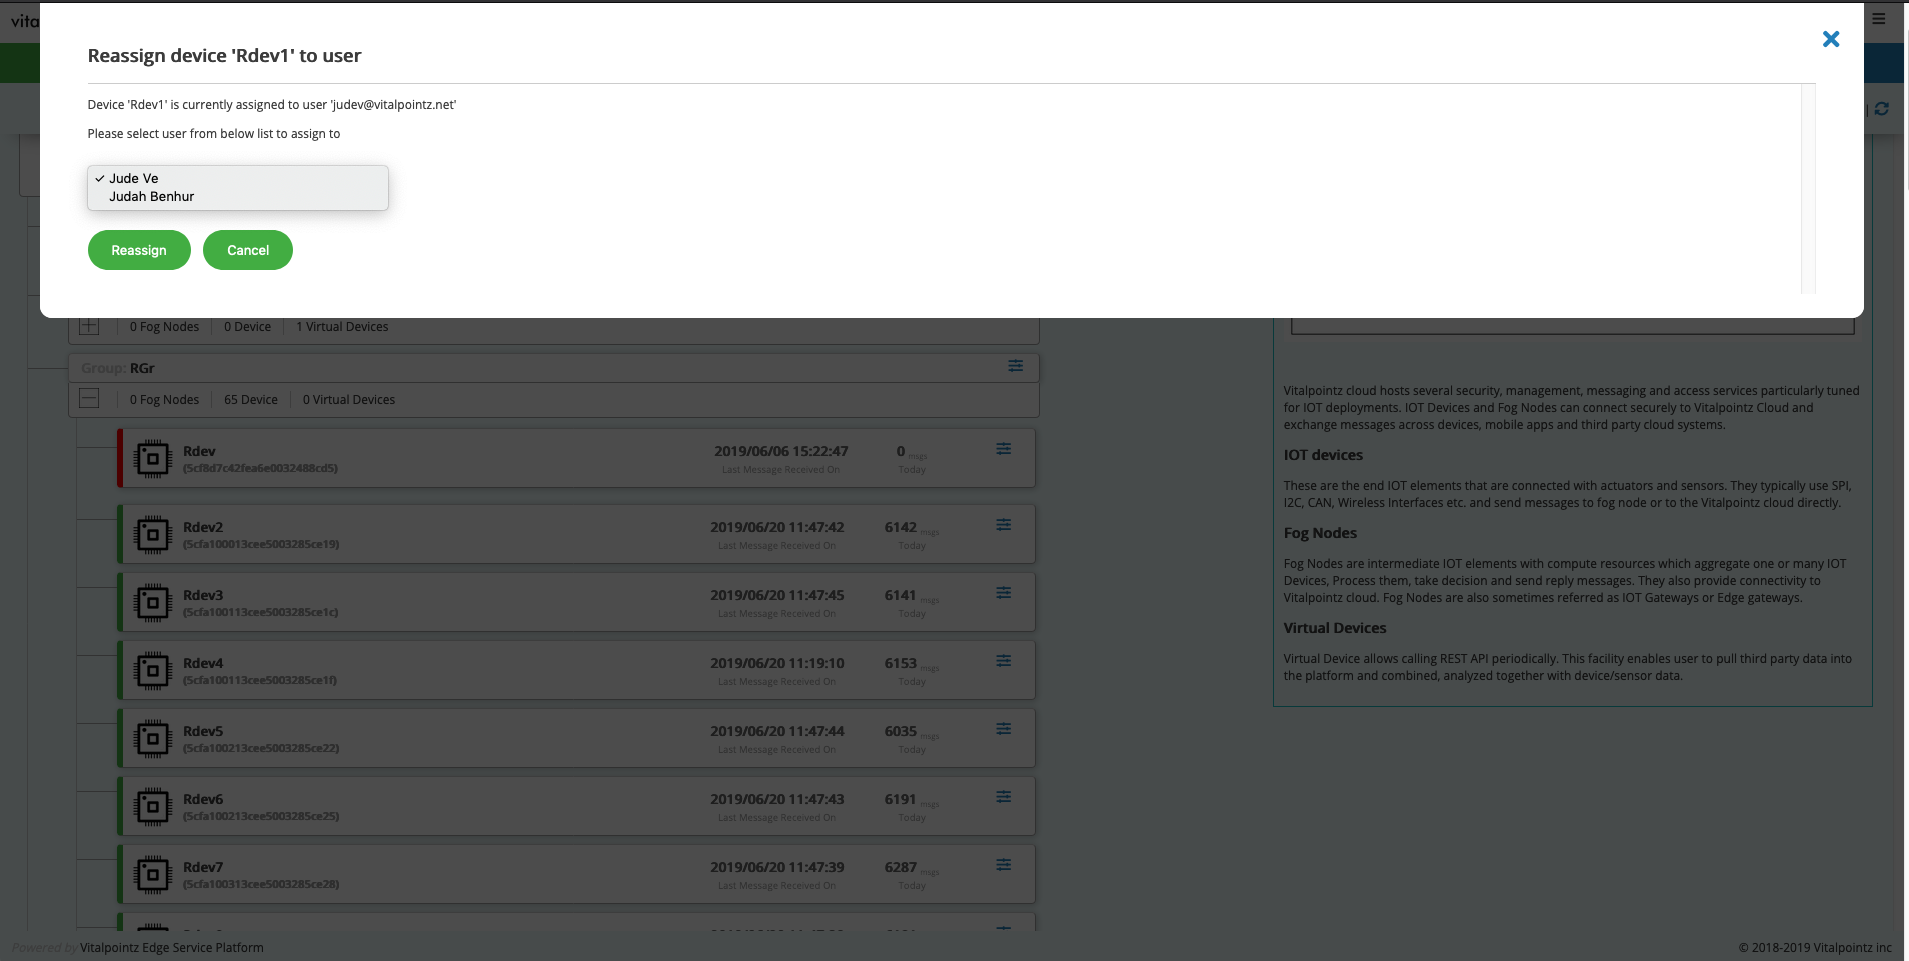 vita
Reassign device 'Rdev1' to user
Device 'Rdev1' is currently assigned to user 'judev@vitalpointz.net'
Please select user from below list to assign to
✓ Jude Ve
Judah Benhur
Reassign Cancel
0 Fog Nodes 0 Device 1 Virtual Devices
Group: RGr
0 Fog Nodes 65 Device 0 Virtual Devices
Rdev 2019/06/06 15:22:47 0 msgs
(5cf8d7c42fea6e0032488cd5) Last Message Received On Today
Rdev2 2019/06/20 11:47:42 6142 msgs
(5cfa100013cee5003285ce19) Last Message Received On Today
Rdev3 2019/06/20 11:47:45 6141 msgs
(5cfa100113cee5003285ce1c) Last Message Received On Today
Rdev4 2019/06/20 11:19:10 6153 msgs
(5cfa100113cee5003285ce1f) Last Message Received On Today
Rdev5 2019/06/20 11:47:44 6035 msgs
(5cfa100213cee5003285ce22) Last Message Received On Today
Rdev6 2019/06/20 11:47:43 6191 msgs
(5cfa100213cee5003285ce25) Last Message Received On Today
Rdev7 2019/06/20 11:47:39 6287 msgs
(5cfa100313cee5003285ce28) Last Message Received On Today
Vitalpointz cloud hosts several security, management, messaging and access services particularly tuned
for IOT deployments. IOT Devices and Fog Nodes can connect securely to Vitalpointz Cloud and
exchange messages across devices, mobile apps and third party cloud systems.
IOT devices
These are the end IOT elements that are connected with actuators and sensors. They typically use SPI,
I2C, CAN, Wireless Interfaces etc. and send messages to fog node or to the Vitalpointz cloud directly.
Fog Nodes
Fog Nodes are intermediate IOT elements with compute resources which aggregate one or many IOT
Devices, Process them, take decision and send reply messages. They also provide connectivity to
Vitalpointz cloud. Fog Nodes are also sometimes referred as IOT Gateways or Edge gateways.
Virtual Devices
Virtual Device allows calling REST API periodically. This facility enables user to pull third party data into
the platform and combined, analyzed together with device/sensor data.
Powered by Vitalpointz Edge Service Platform
© 2018-2019 Vitalpointz inc